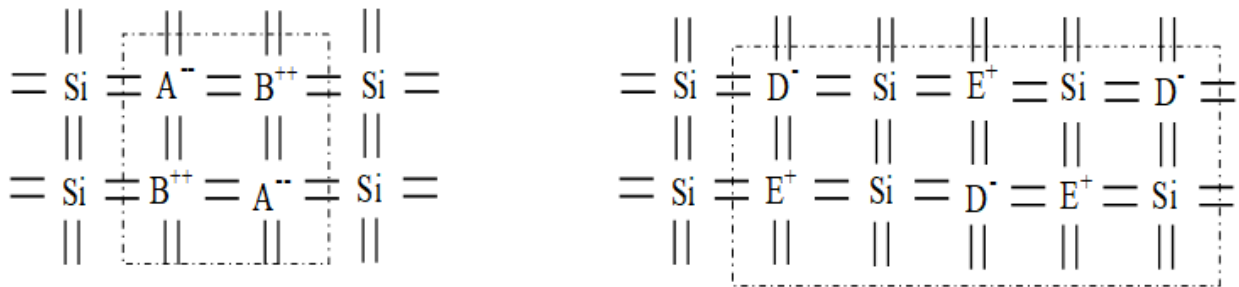 Si A⁻⁻ B⁺⁺ Si
Si B⁺⁺ A⁻⁻ Si
Si D⁻ Si E⁺ Si D⁻
Si E⁺ Si D⁻ E⁺ Si